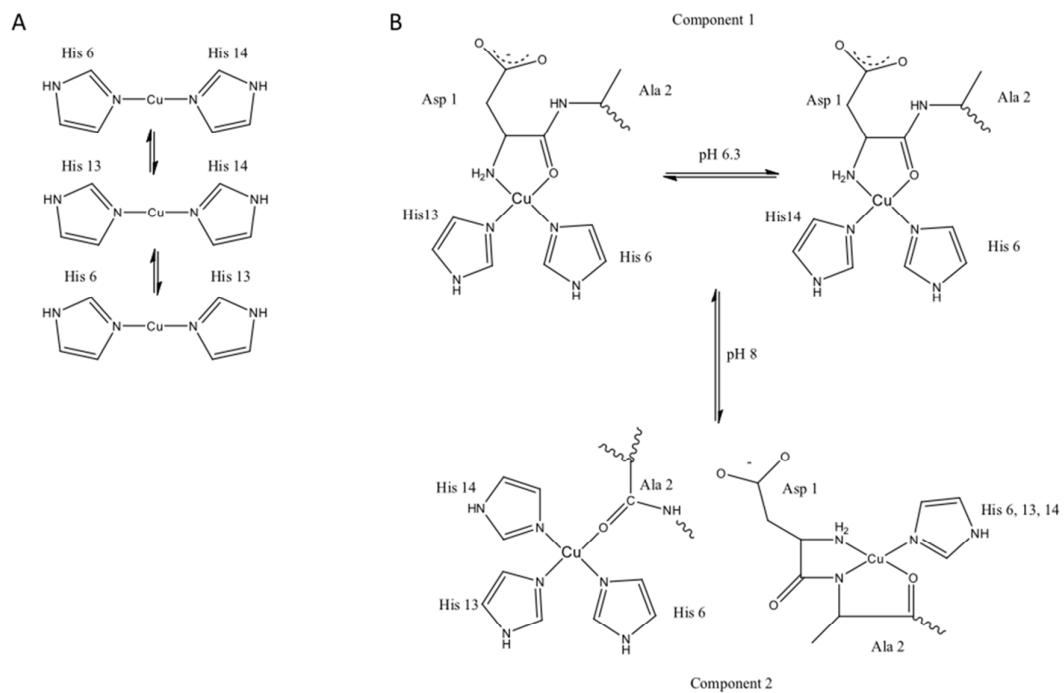 A
His 6 His 14
HN N Cu N NH
His 13 His 14
HN N Cu N NH
His 6 His 13
HN N Cu N NH
B
Component 1
O - O
Asp 1
HN
Ala 2
H2N O
Cu
His13
N N
His 6
N
H
N
H
pH 6.3
O - O
Asp 1
HN
Ala 2
H2N O
Cu
His14
N N
His 6
N
H
N
H
pH 8
His 14
HN
N
Ala 2
C
O
NH
Cu
His 13
N N
His 6
N
H
N
H
O - O
Asp 1
H2
N
His 6, 13, 14
N NH
Cu
N O
O
Ala 2
Component 2